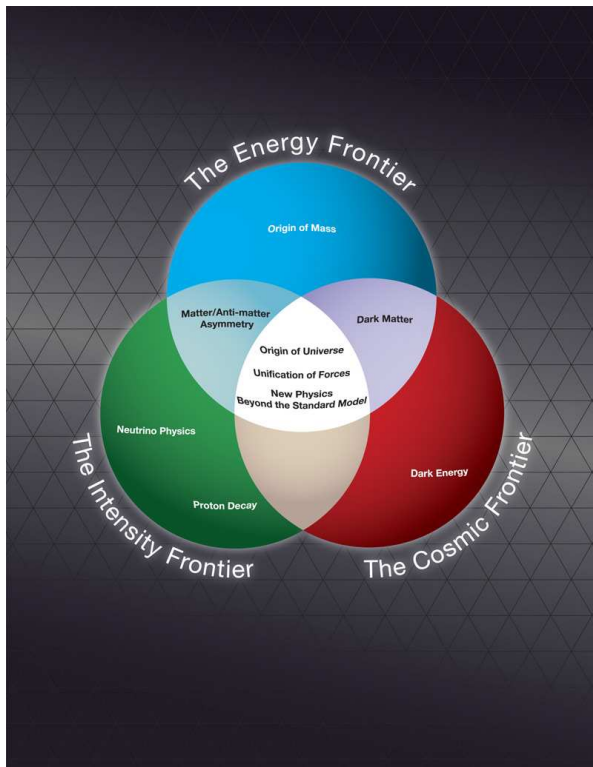 The Energy Frontier
Origin of Mass
Matter/Anti-matter
Asymmetry
Dark Matter
Origin of Universe
Unification of Forces
New Physics
Beyond the Standard Model
Neutrino Physics
Dark Energy
Proton Decay
The Intensity Frontier
The Cosmic Frontier